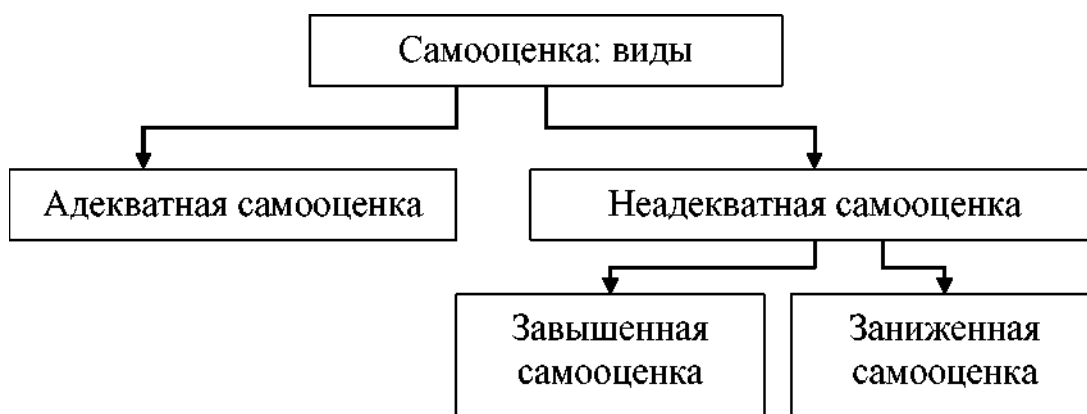 Самооценка: виды
Адекватная самооценка
Неадекватная самооценка
Завышенная
самооценка
Заниженная
самооценка